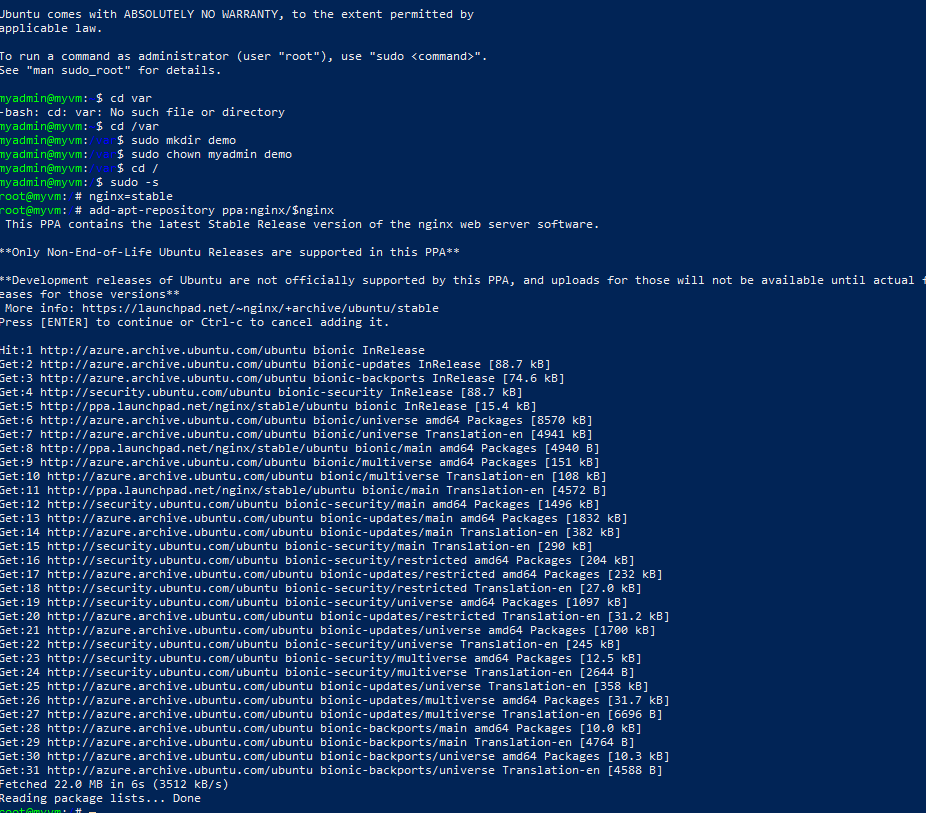 Ubuntu comes with ABSOLUTELY NO WARRANTY, to the extent permitted by
applicable law.
To run a command as administrator (user "root"), use "sudo <command>".
See "man sudo_root" for details.
myadmin@myvm:~$ cd var
-bash: cd: var: No such file or directory
myadmin@myvm:~$ cd /var
myadmin@myvm:/var$ sudo mkdir demo
myadmin@myvm:/var$ sudo chown myadmin demo
myadmin@myvm:/var$ cd /
myadmin@myvm:/$ sudo -s
root@myvm: # nginx=stable
root@myvm: # add-apt-repository ppa:nginx/$nginx
This PPA contains the latest Stable Release version of the nginx web server software.
**Only Non-End-of-Life Ubuntu Releases are supported in this PPA**
**Development releases of Ubuntu are not officially supported by this PPA, and uploads for those will not be available until actual
eases for those versions**
More info: https://launchpad.net/~nginx/+archive/ubuntu/stable
Press [ENTER] to continue or Ctrl-c to cancel adding it.
Hit:1 http://azure.archive.ubuntu.com/ubuntu bionic InRelease
Get:2 http://azure.archive.ubuntu.com/ubuntu bionic-updates InRelease [88.7 kB]
Get:3 http://azure.archive.ubuntu.com/ubuntu bionic-backports InRelease [74.6 kB]
Get:4 http://security.ubuntu.com/ubuntu bionic-security InRelease [88.7 kB]
Get:5 http://ppa.launchpad.net/nginx/stable/ubuntu bionic InRelease [15.4 kB]
Get:6 http://azure.archive.ubuntu.com/ubuntu bionic/universe amd64 Packages [8570 kB]
Get:7 http://azure.archive.ubuntu.com/ubuntu bionic/universe Translation-en [4941 kB]
Get:8 http://ppa.launchpad.net/nginx/stable/ubuntu bionic/main amd64 Packages [4940 B]
Get:9 http://azure.archive.ubuntu.com/ubuntu bionic/multiverse amd64 Packages [151 kB]
Get:10 http://azure.archive.ubuntu.com/ubuntu bionic/multiverse Translation-en [108 kB]
Get:11 http://ppa.launchpad.net/nginx/stable/ubuntu bionic/main Translation-en [4572 B]
Get:12 http://security.ubuntu.com/ubuntu bionic-security/main amd64 Packages [1496 kB]
Get:13 http://azure.archive.ubuntu.com/ubuntu bionic-updates/main amd64 Packages [1832 kB]
Get:14 http://azure.archive.ubuntu.com/ubuntu bionic-updates/main Translation-en [382 kB]
Get:15 http://security.ubuntu.com/ubuntu bionic-security/main Translation-en [290 kB]
Get:16 http://security.ubuntu.com/ubuntu bionic-security/restricted amd64 Packages [204 kB]
Get:17 http://azure.archive.ubuntu.com/ubuntu bionic-updates/restricted amd64 Packages [232 kB]
Get:18 http://security.ubuntu.com/ubuntu bionic-security/restricted Translation-en [27.0 kB]
Get:19 http://security.ubuntu.com/ubuntu bionic-security/universe amd64 Packages [1097 kB]
Get:20 http://azure.archive.ubuntu.com/ubuntu bionic-updates/restricted Translation-en [31.2 kB]
Get:21 http://azure.archive.ubuntu.com/ubuntu bionic-updates/universe amd64 Packages [1700 kB]
Get:22 http://security.ubuntu.com/ubuntu bionic-security/universe Translation-en [245 kB]
Get:23 http://security.ubuntu.com/ubuntu bionic-security/multiverse amd64 Packages [12.5 kB]
Get:24 http://security.ubuntu.com/ubuntu bionic-security/multiverse Translation-en [2644 B]
Get:25 http://azure.archive.ubuntu.com/ubuntu bionic-updates/universe Translation-en [358 kB]
Get:26 http://azure.archive.ubuntu.com/ubuntu bionic-updates/multiverse amd64 Packages [31.7 kB]
Get:27 http://azure.archive.ubuntu.com/ubuntu bionic-updates/multiverse Translation-en [6696 B]
Get:28 http://azure.archive.ubuntu.com/ubuntu bionic-backports/main amd64 Packages [10.0 kB]
Get:29 http://azure.archive.ubuntu.com/ubuntu bionic-backports/main Translation-en [4764 B]
Get:30 http://azure.archive.ubuntu.com/ubuntu bionic-backports/universe amd64 Packages [10.3 kB]
Get:31 http://azure.archive.ubuntu.com/ubuntu bionic-backports/universe Translation-en [4588 B]
Fetched 22.0 MB in 6s (3512 kB/s)
Reading package lists... Done
root@myvm: #